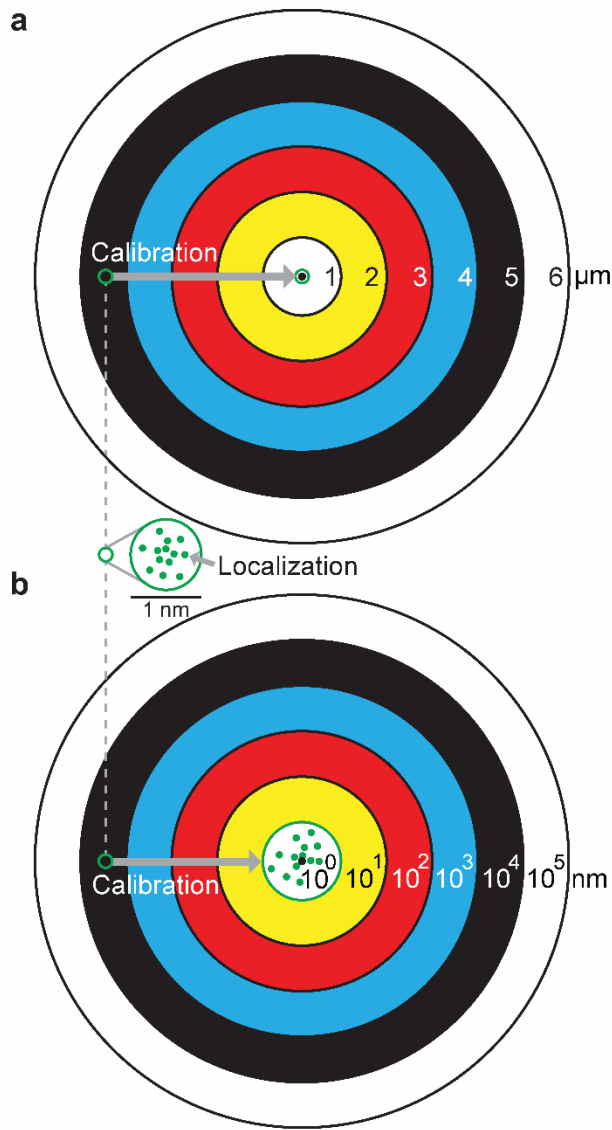 a
Calibration
1 2 3 4 5 6 µm
Localization
1 nm
b
10⁰ 10¹ 10² 10³ 10⁴ 10⁵ nm
Calibration